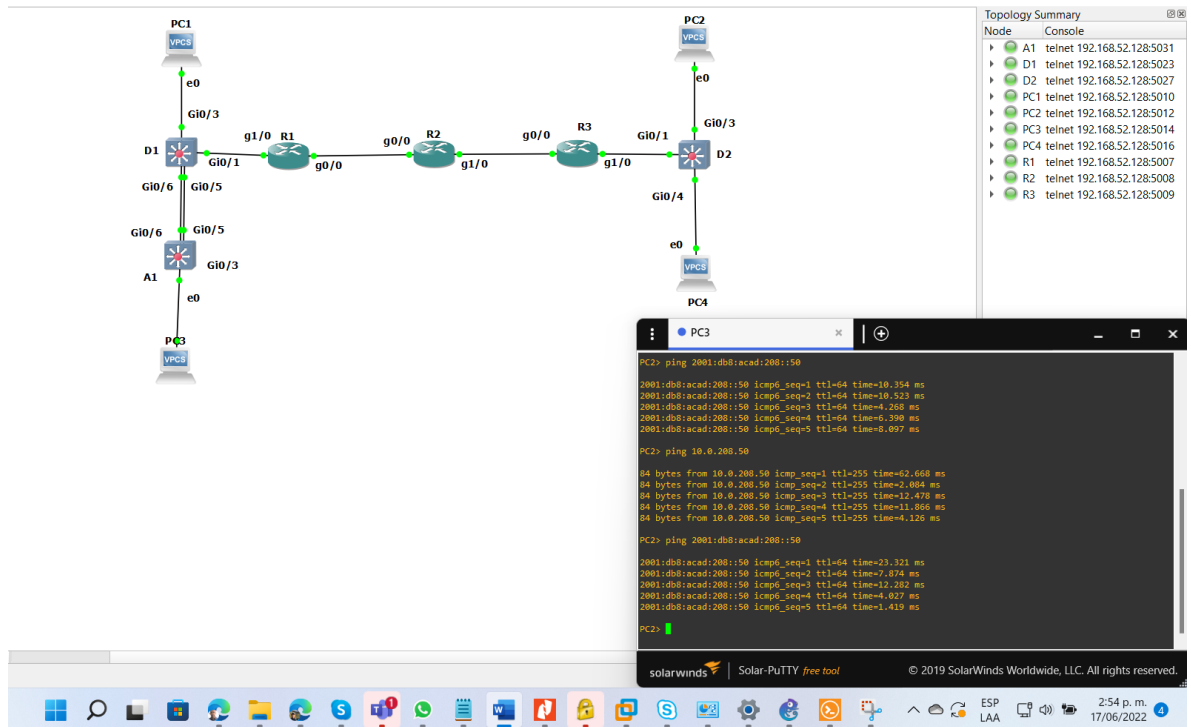 PC1
VPCS
e0
Gi0/3
D1
Gi0/1
g1/0
R1
g0/0
g0/0
R2
g1/0
g0/0
R3
g1/0
Gi0/1
PC2
VPCS
e0
Gi0/3
D2
Gi0/4
e0
VPCS
PC4
Gi0/6
Gi0/5
Gi0/6
Gi0/5
A1
Gi0/3
e0
PC3
VPCS
Topology Summary
Node Console
A1 telnet 192.168.52.128:5031
D1 telnet 192.168.52.128:5023
D2 telnet 192.168.52.128:5027
PC1 telnet 192.168.52.128:5010
PC2 telnet 192.168.52.128:5012
PC3 telnet 192.168.52.128:5014
PC4 telnet 192.168.52.128:5016
R1 telnet 192.168.52.128:5007
R2 telnet 192.168.52.128:5008
R3 telnet 192.168.52.128:5009
PC3
PC2> ping 2001:db8:acad:208::50
2001:db8:acad:208::50 icmp6_seq=1 ttl=64 time=10.354 ms
2001:db8:acad:208::50 icmp6_seq=2 ttl=64 time=10.523 ms
2001:db8:acad:208::50 icmp6_seq=3 ttl=64 time=4.268 ms
2001:db8:acad:208::50 icmp6_seq=4 ttl=64 time=6.390 ms
2001:db8:acad:208::50 icmp6_seq=5 ttl=64 time=8.097 ms
PC2> ping 10.0.208.50
84 bytes from 10.0.208.50 icmp_seq=1 ttl=255 time=62.668 ms
84 bytes from 10.0.208.50 icmp_seq=2 ttl=255 time=2.084 ms
84 bytes from 10.0.208.50 icmp_seq=3 ttl=255 time=12.478 ms
84 bytes from 10.0.208.50 icmp_seq=4 ttl=255 time=11.866 ms
84 bytes from 10.0.208.50 icmp_seq=5 ttl=255 time=4.126 ms
PC2> ping 2001:db8:acad:208::50
2001:db8:acad:208::50 icmp6_seq=1 ttl=64 time=23.321 ms
2001:db8:acad:208::50 icmp6_seq=2 ttl=64 time=7.874 ms
2001:db8:acad:208::50 icmp6_seq=3 ttl=64 time=12.282 ms
2001:db8:acad:208::50 icmp6_seq=4 ttl=64 time=4.027 ms
2001:db8:acad:208::50 icmp6_seq=5 ttl=64 time=1.419 ms
PC2>
solarwinds Solar-PuTTY free tool © 2019 SolarWinds Worldwide, LLC. All rights reserved.
1
ESP
LAA
2:54 p. m.
17/06/2022
4